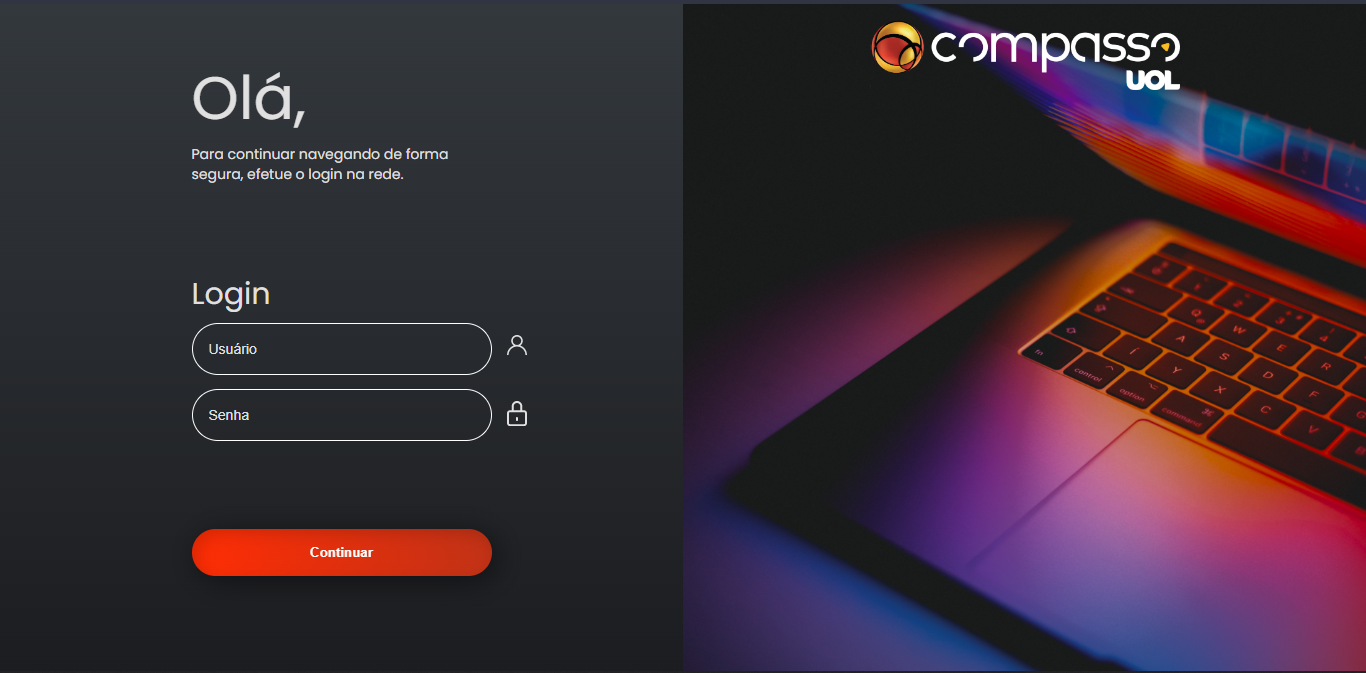 Olá,
Para continuar navegando de forma
segura, efetue o login na rede.
Login
Usuário
Senha
Continuar
compasso
UOL
Q W E R
A S D F G
Y X C V B
fn control option command